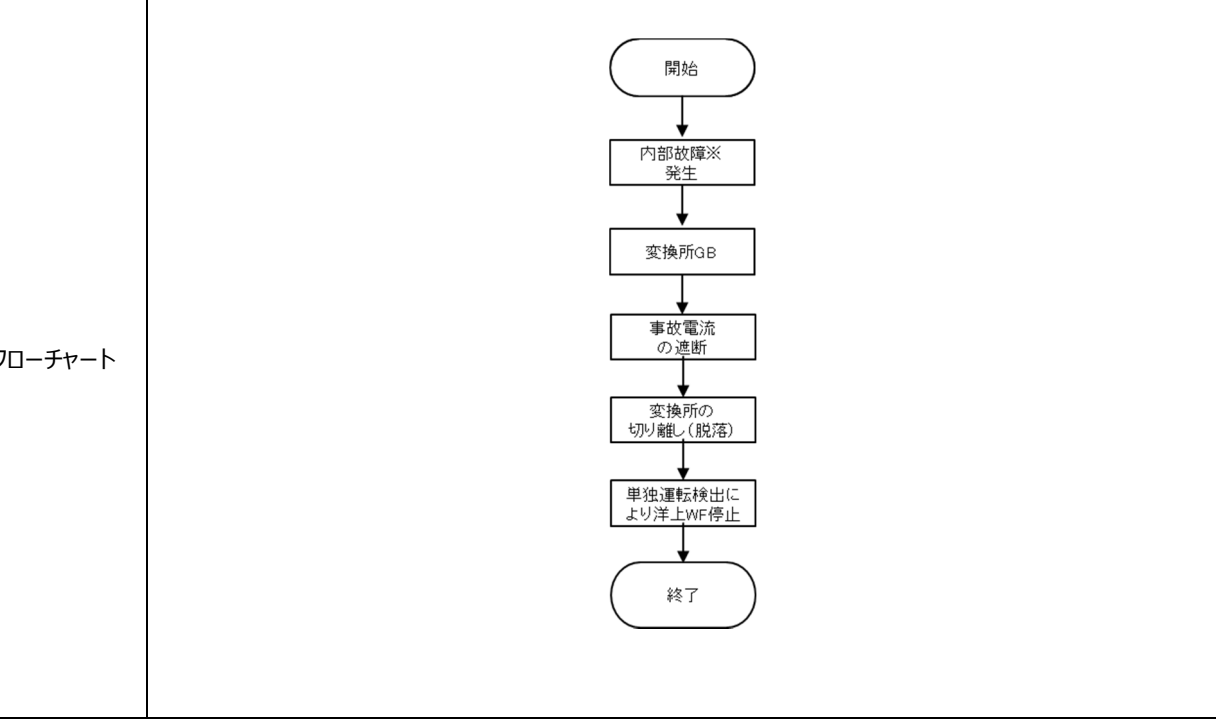 フローチャート
開始
内部故障※
発生
変換所GB
事故電流
の遮断
変換所の
切り離し(脱落)
単独運転検出に
より洋上WF停止
終了